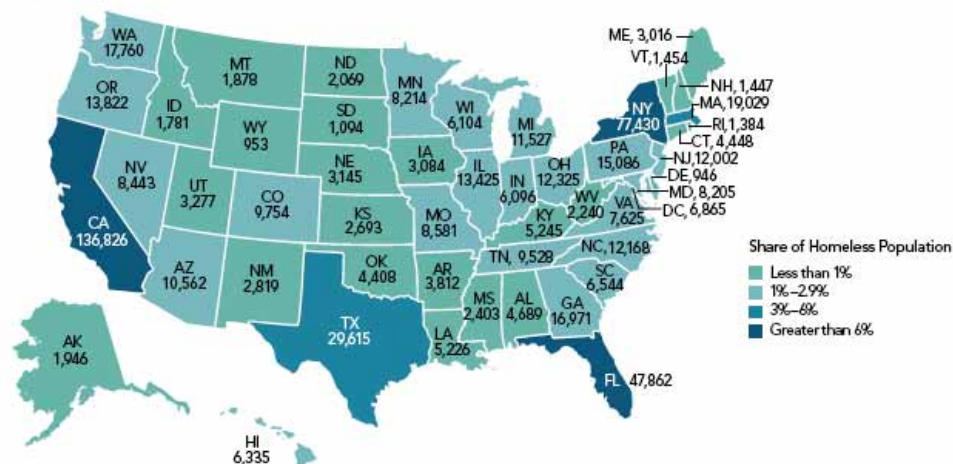 WA
17,760
OR
13,822
CA
136,826
NV
8,443
ID
1,781
MT
1,878
WY
953
UT
3,277
AZ
10,562
CO
9,754
NM
2,819
ND
2,069
SD
1,094
NE
3,145
KS
2,693
OK
4,408
TX
29,615
MN
8,214
IA
3,084
MO
8,581
AR
3,812
LA
5,226
WI
6,104
IL
13,425
MI
11,527
IN
6,096
OH
12,325
KY
5,245
TN, 9,528
MS
2,403
AL
4,689
GA
16,971
FL 47,862
SC
6,544
NC, 12,168
VA
7,625
WV
2,240
PA
15,086
NY
77,430
ME, 3,016
VT, 1,454
NH, 1,447
MA, 19,029
RI, 1,384
CT, 4,448
NJ, 12,002
DE, 946
MD, 8,205
DC, 6,865
AK
1,946
HI
6,335
Share of Homeless Population
Less than 1%
1%–2.9%
3%–6%
Greater than 6%